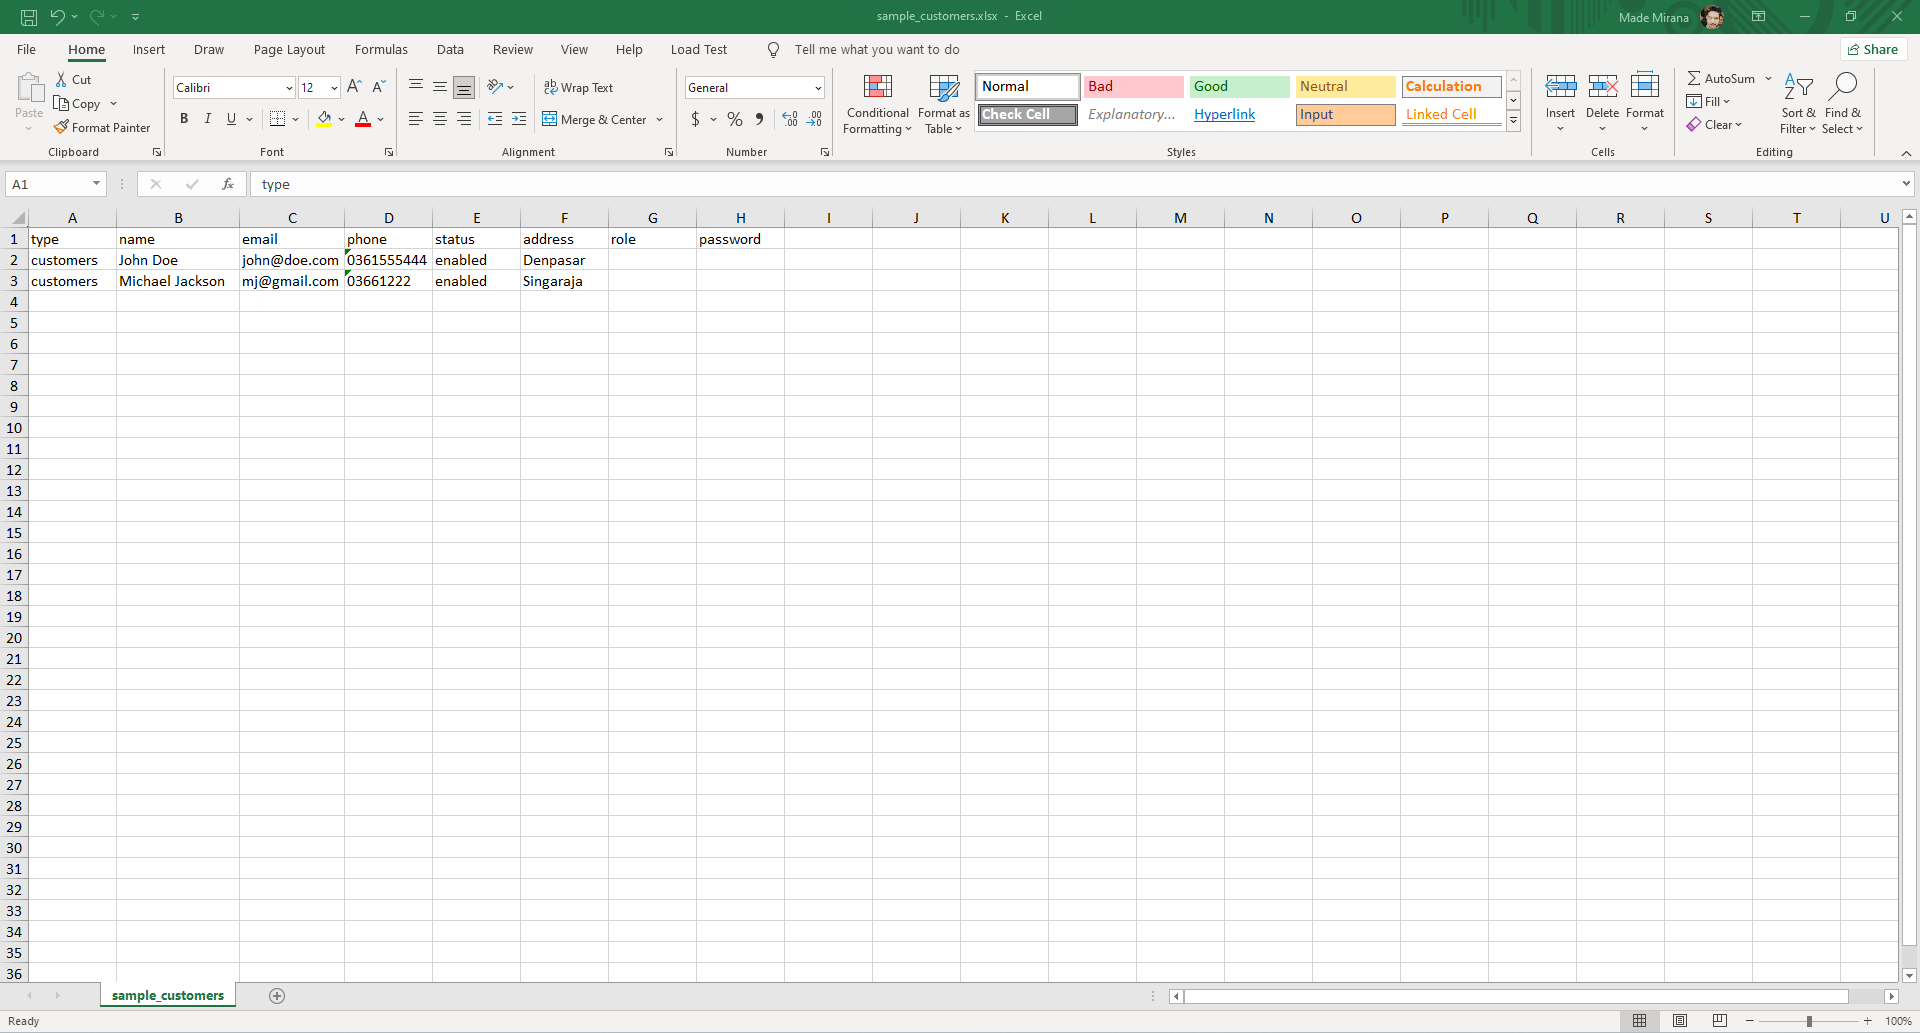 sample_customers.xlsx - Excel
Made Mirana
File Home Insert Draw Page Layout Formulas Data Review View Help Load Test Tell me what you want to do Share
Paste
Cut
Copy
Format Painter
Clipboard
Calibri 12
B I U
Font
Wrap Text
Merge & Center
Alignment
General
$ % ,
Number
Conditional Formatting
Format as Table
Normal Bad Good Neutral Calculation
Check Cell Explanatory... Hyperlink Input Linked Cell
Styles
Insert Delete Format
Cells
AutoSum
Fill
Clear
Sort & Filter
Find & Select
Editing
A1 fx type
A B C D E F G H I J K L M N O P Q R S T U
1 type name email phone status address role password
2 customers John Doe john@doe.com 0361555444 enabled Denpasar
3 customers Michael Jackson mj@gmail.com 03661222 enabled Singaraja
4
5
6
7
8
9
10
11
12
13
14
15
16
17
18
19
20
21
22
23
24
25
26
27
28
29
30
31
32
33
34
35
36
sample_customers
Ready 100%